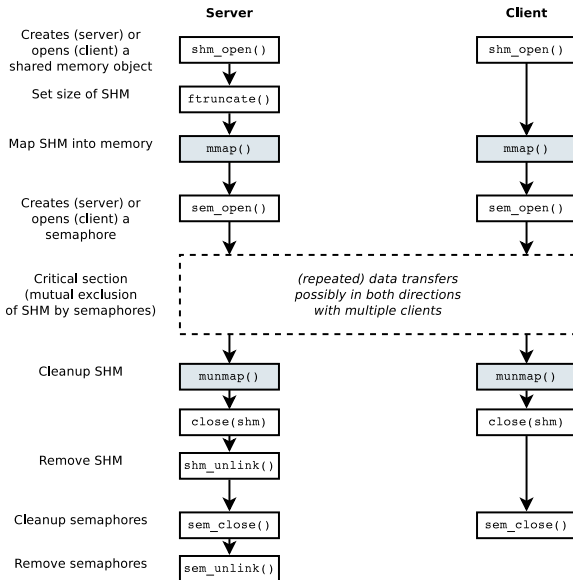 Server
Client
Creates (server) or
opens (client) a
shared memory object
shm_open()
shm_open()
Set size of SHM
ftruncate()
Map SHM into memory
mmap()
mmap()
Creates (server) or
opens (client) a
semaphore
sem_open()
sem_open()
Critical section
(mutual exclusion
of SHM by semaphores)
(repeated) data transfers
possibly in both directions
with multiple clients
Cleanup SHM
munmap()
munmap()
close(shm)
close(shm)
Remove SHM
shm_unlink()
Cleanup semaphores
sem_close()
sem_close()
Remove semaphores
sem_unlink()